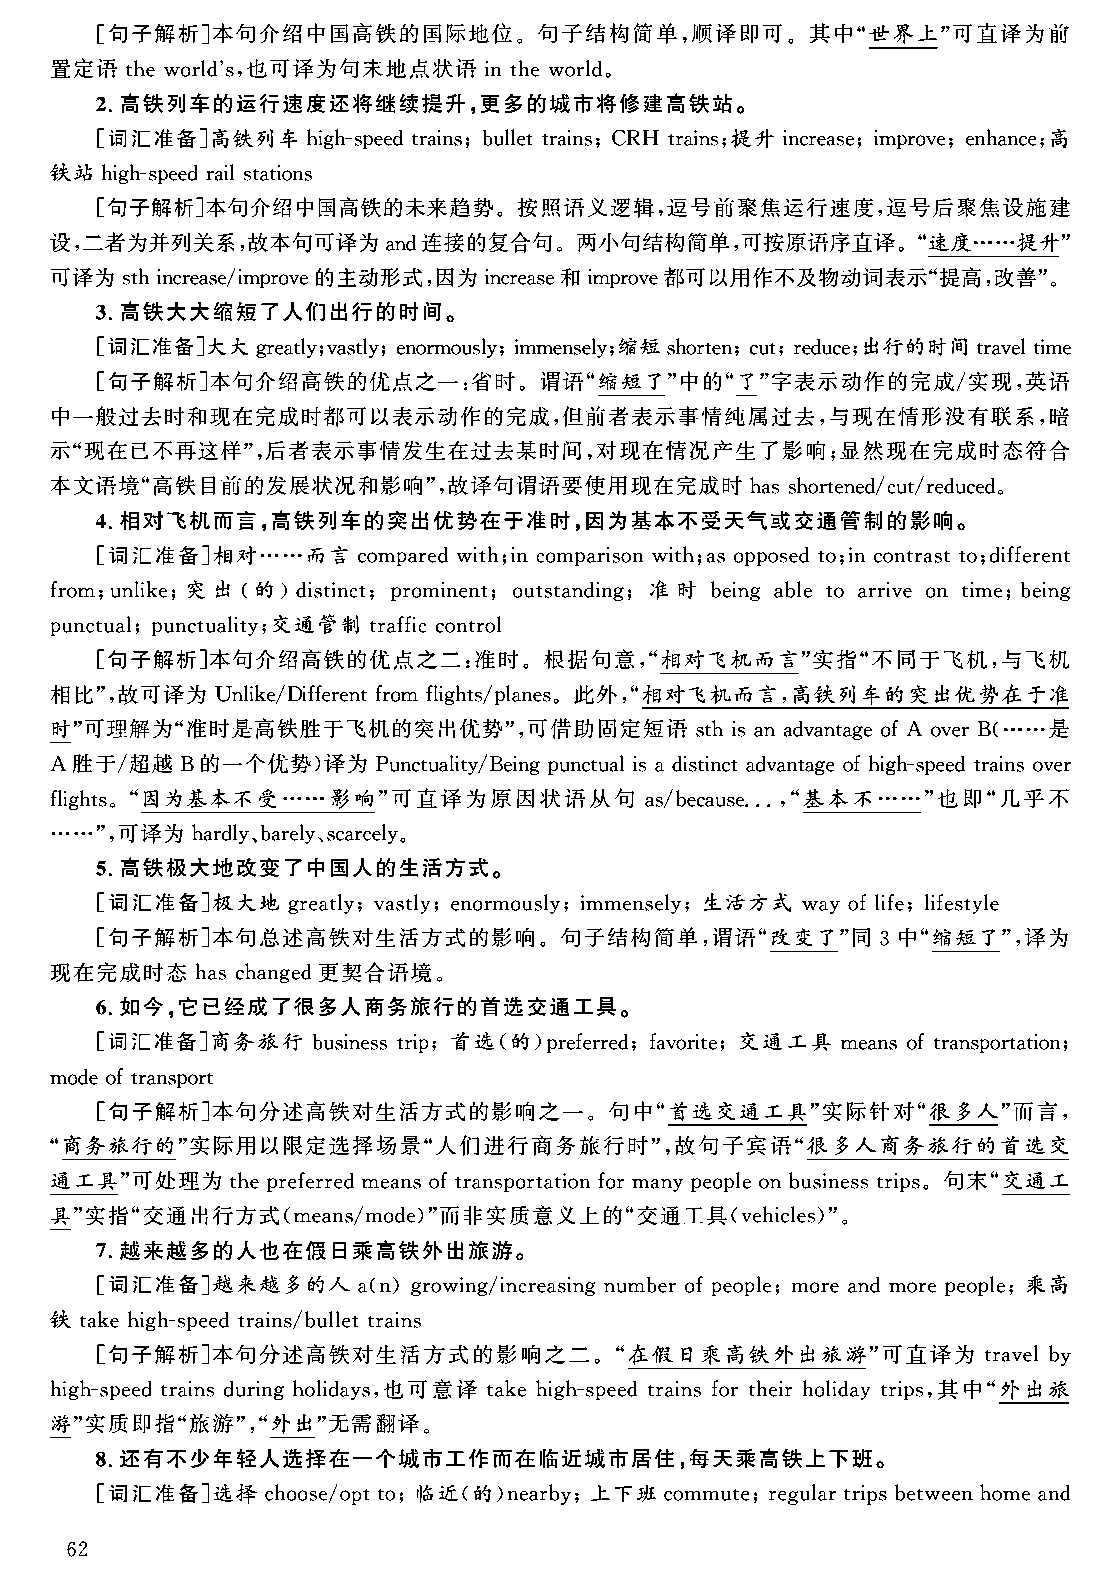 [句子解析]本句介绍中国高铁的国际地位。句子结构简单,顺译即可。其中“世界上”可直译为前
置定语 the world's,也可译为句末地点状语 in the world。
2. 高铁列车的运行速度还将继续提升,更多的城市将修建高铁站。
[词汇准备]高铁列车 high-speed trains; bullet trains; CRH trains;提升 increase; improve; enhance;高
铁站 high-speed rail stations
[句子解析]本句介绍中国高铁的未来趋势。按照语义逻辑,逗号前聚焦运行速度,逗号后聚焦设施建
设,二者为并列关系,故本句可译为 and 连接的复合句。两小句结构简单,可按原语序直译。“速度……提升”
可译为 sth increase/improve 的主动形式,因为 increase 和 improve 都可以用作不及物动词表示“提高,改善”。
3. 高铁大大缩短了人们出行的时间。
[词汇准备]大大 greatly;vastly; enormously; immensely;缩短 shorten; cut; reduce;出行的时间 travel time
[句子解析]本句介绍高铁的优点之一:省时。谓语“缩短了”中的“了”字表示动作的完成/实现,英语
中一般过去时和现在完成时都可以表示动作的完成,但前者表示事情纯属过去,与现在情形没有联系,暗
示“现在已不再这样”,后者表示事情发生在过去某时间,对现在情况产生了影响;显然现在完成时态符合
本文语境“高铁目前的发展状况和影响”,故译句谓语要使用现在完成时 has shortened/cut/reduced。
4. 相对飞机而言,高铁列车的突出优势在于准时,因为基本不受天气或交通管制的影响。
[词汇准备]相对……而言 compared with;in comparison with;as opposed to;in contrast to;different
from;unlike; 突出(的)distinct; prominent; outstanding; 准时 being able to arrive on time; being
punctual; punctuality;交通管制 traffic control
[句子解析]本句介绍高铁的优点之二:准时。根据句意,“相对飞机而言”实指“不同于飞机,与飞机
相比”,故可译为 Unlike/Different from flights/planes。此外,“相对飞机而言,高铁列车的突出优势在于准
时”可理解为“准时是高铁胜于飞机的突出优势”,可借助固定短语 sth is an advantage of A over B(……是
A 胜于/超越 B 的一个优势)译为 Punctuality/Being punctual is a distinct advantage of high-speed trains over
flights。“因为基本不受……影响”可直译为原因状语从句 as/because...,“基本不……”也即“几乎不
……”,可译为 hardly、barely、scarcely。
5. 高铁极大地改变了中国人的生活方式。
[词汇准备]极大地 greatly; vastly; enormously; immensely; 生活方式 way of life; lifestyle
[句子解析]本句总述高铁对生活方式的影响。句子结构简单,谓语“改变了”同 3 中“缩短了”,译为
现在完成时态 has changed 更契合语境。
6. 如今,它已经成了很多人商务旅行的首选交通工具。
[词汇准备]商务旅行 business trip; 首选(的)preferred; favorite; 交通工具 means of transportation;
mode of transport
[句子解析]本句分述高铁对生活方式的影响之一。句中“首选交通工具”实际针对“很多人”而言,
“商务旅行的”实际用以限定选择场景“人们进行商务旅行时”,故句子宾语“很多人商务旅行的首选交
通工具”可处理为 the preferred means of transportation for many people on business trips。句末“交通工
具”实指“交通出行方式(means/mode)”而非实质意义上的“交通工具(vehicles)”。
7. 越来越多的人也在假日乘高铁外出旅游。
[词汇准备]越来越多的人 a(n) growing/increasing number of people; more and more people; 乘高
铁 take high-speed trains/bullet trains
[句子解析]本句分述高铁对生活方式的影响之二。“在假日乘高铁外出旅游”可直译为 travel by
high-speed trains during holidays,也可意译 take high-speed trains for their holiday trips,其中“外出旅
游”实质即指“旅游”,“外出”无需翻译。
8. 还有不少年轻人选择在一个城市工作而在临近城市居住,每天乘高铁上下班。
[词汇准备]选择 choose/opt to; 临近(的)nearby; 上下班 commute; regular trips between home and
62